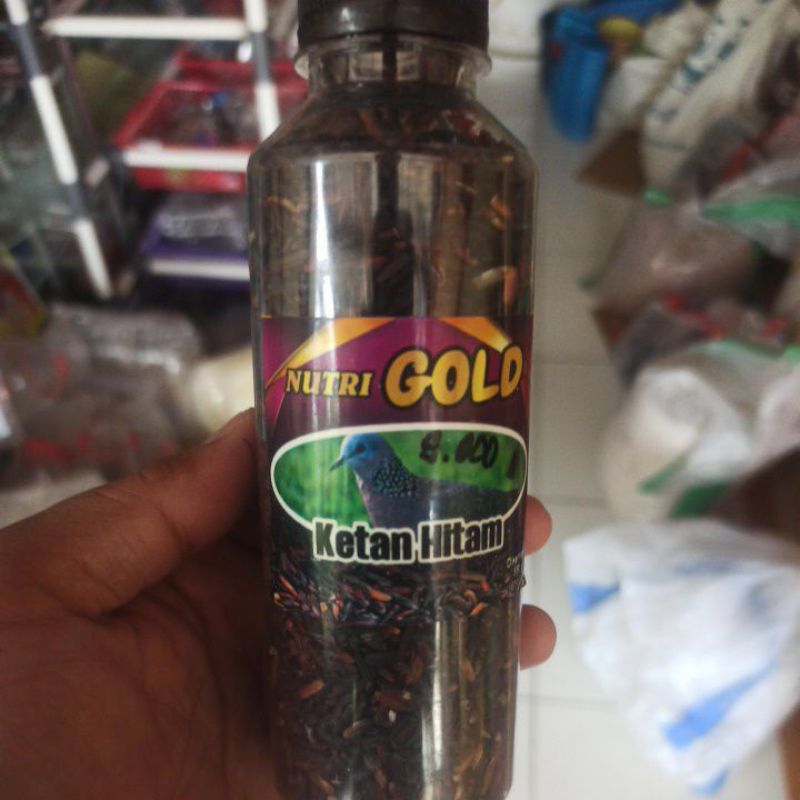 NUTRI GOLD
Ketan Hitam